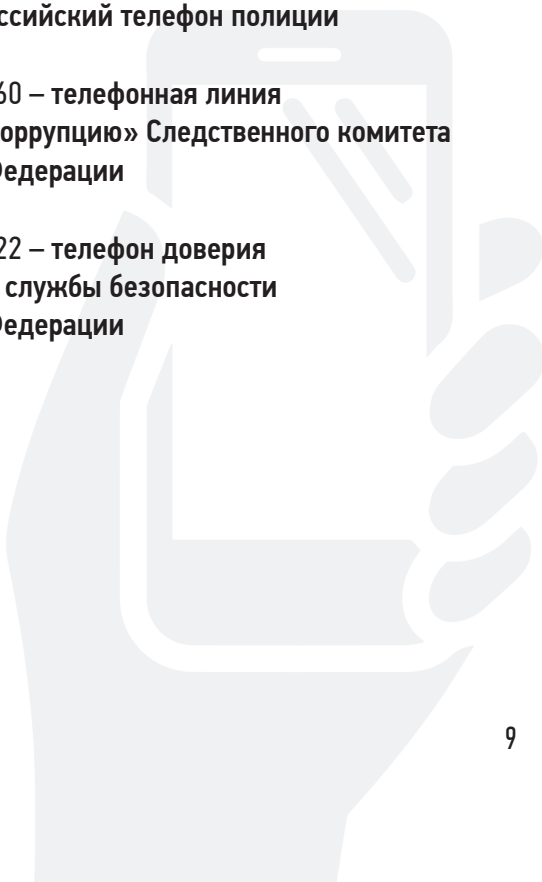 ссийский телефон полиции
60 – телефонная линия
оррупцию» Следственного комитета
Федерации
22 – телефон доверия
службы безопасности
Федерации
9